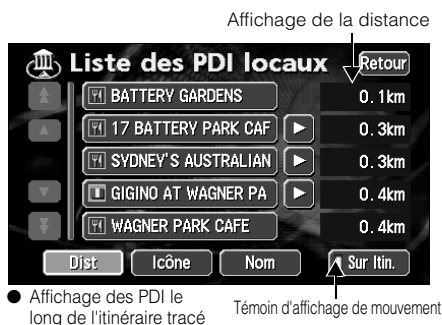 Affichage de la distance
Liste des PDI locaux
Retour
BATTERY GARDENS 0.1km
17 BATTERY PARK CAF 0.3km
SYDNEY'S AUSTRALIAN 0.3km
GIGINO AT WAGNER PA 0.4km
WAGNER PARK CAFE 0.4km
Dist Icône Nom Sur Itin.
● Affichage des PDI le
long de l'itinéraire tracé
Témoin d'affichage de mouvement